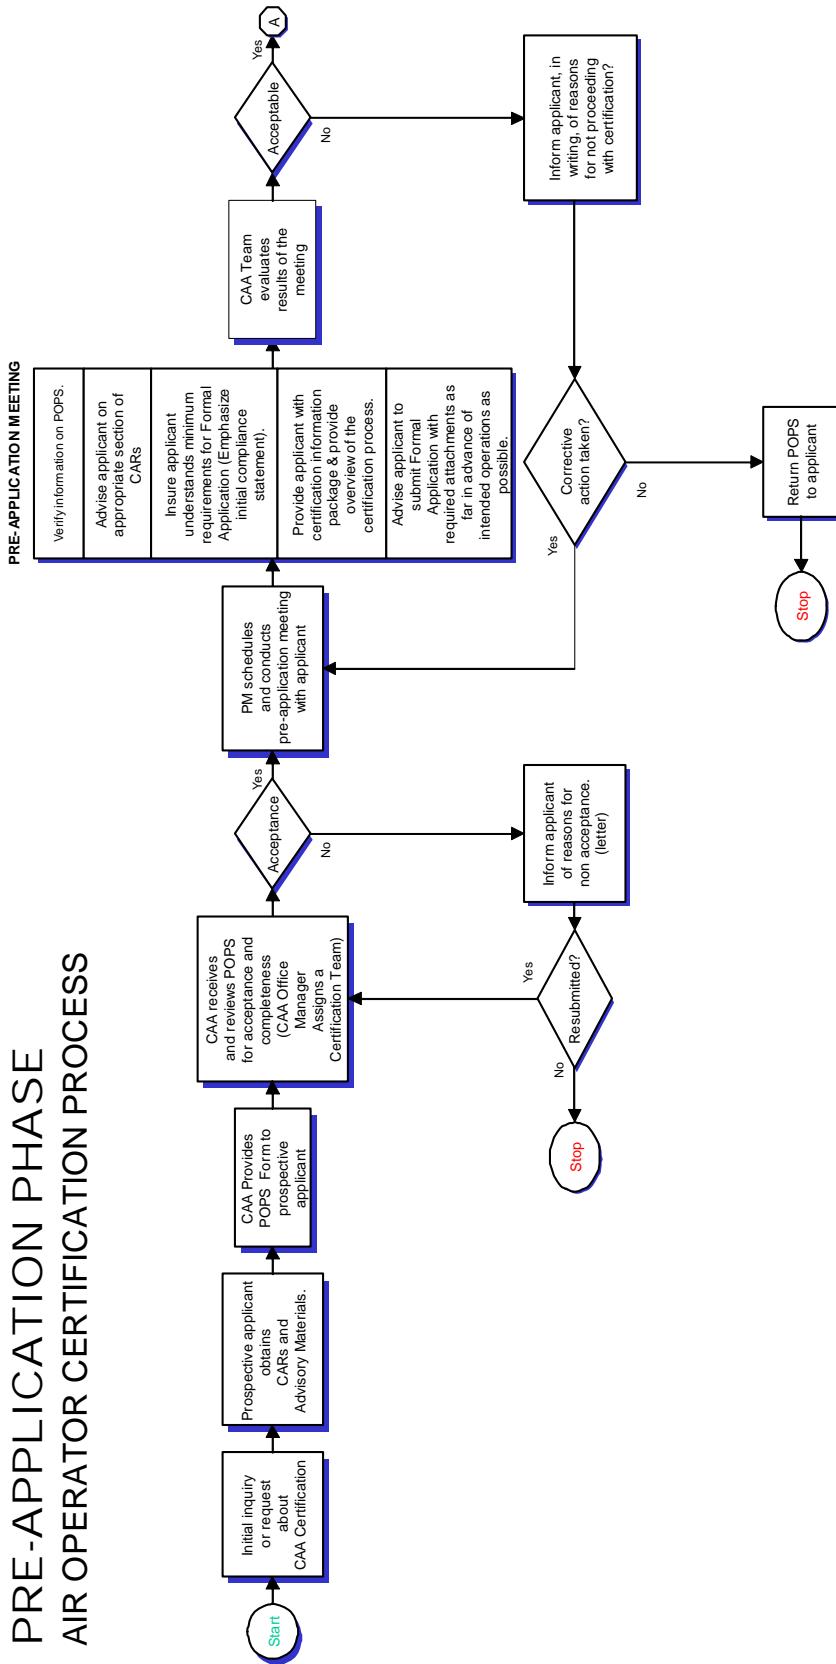 PRE-APPLICATION PHASE
AIR OPERATOR CERTIFICATION PROCESS
Start
Initial inquiry
or request
about
CAA Certification
Prospective applicant
obtains
CARs and
Advisory Materials.
CAA Provides
POPS Form to
prospective
applicant
CAA receives
and reviews POPS
for acceptance and
completeness
(CAA Office
Manager
Assigns a
Certification Team)
Acceptance
Yes
No
Inform applicant
of reasons for
non acceptance.
(letter)
Resubmitted?
Yes
No
Stop
PM schedules
and conducts
pre-application meeting
with applicant
PRE-APPLICATION MEETING
Verify information on POPS.
Advise applicant on
appropriate section of
CARs
Insure applicant
understands minimum
requirements for Formal
Application (Emphasize
initial compliance
statement).
Provide applicant with
certification information
package & provide
overview of the
certification process.
Advise applicant to
submit Formal
Application with
required attachments as
far in advance of
intended operations as
possible.
CAA Team
evaluates
results of the
meeting
Acceptable
Yes
A
No
Inform applicant, in
writing, of reasons
for not proceeding
with certification?
Corrective
action taken?
Yes
No
Return POPS
to applicant
Stop